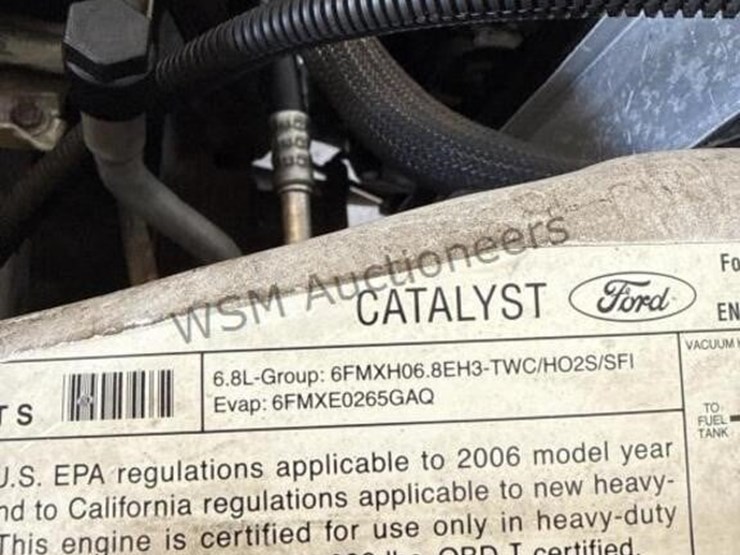 WSM Auctioneers
CATALYST Ford
EN
T S
6.8L-Group: 6FMXH06.8EH3-TWC/HO2S/SFI
Evap: 6FMXE0265GAQ
VACUUM
TO
FUEL
TANK
U.S. EPA regulations applicable to 2006 model year
nd to California regulations applicable to new heavy-
This engine is certified for use only in heavy-duty
OBD I certified